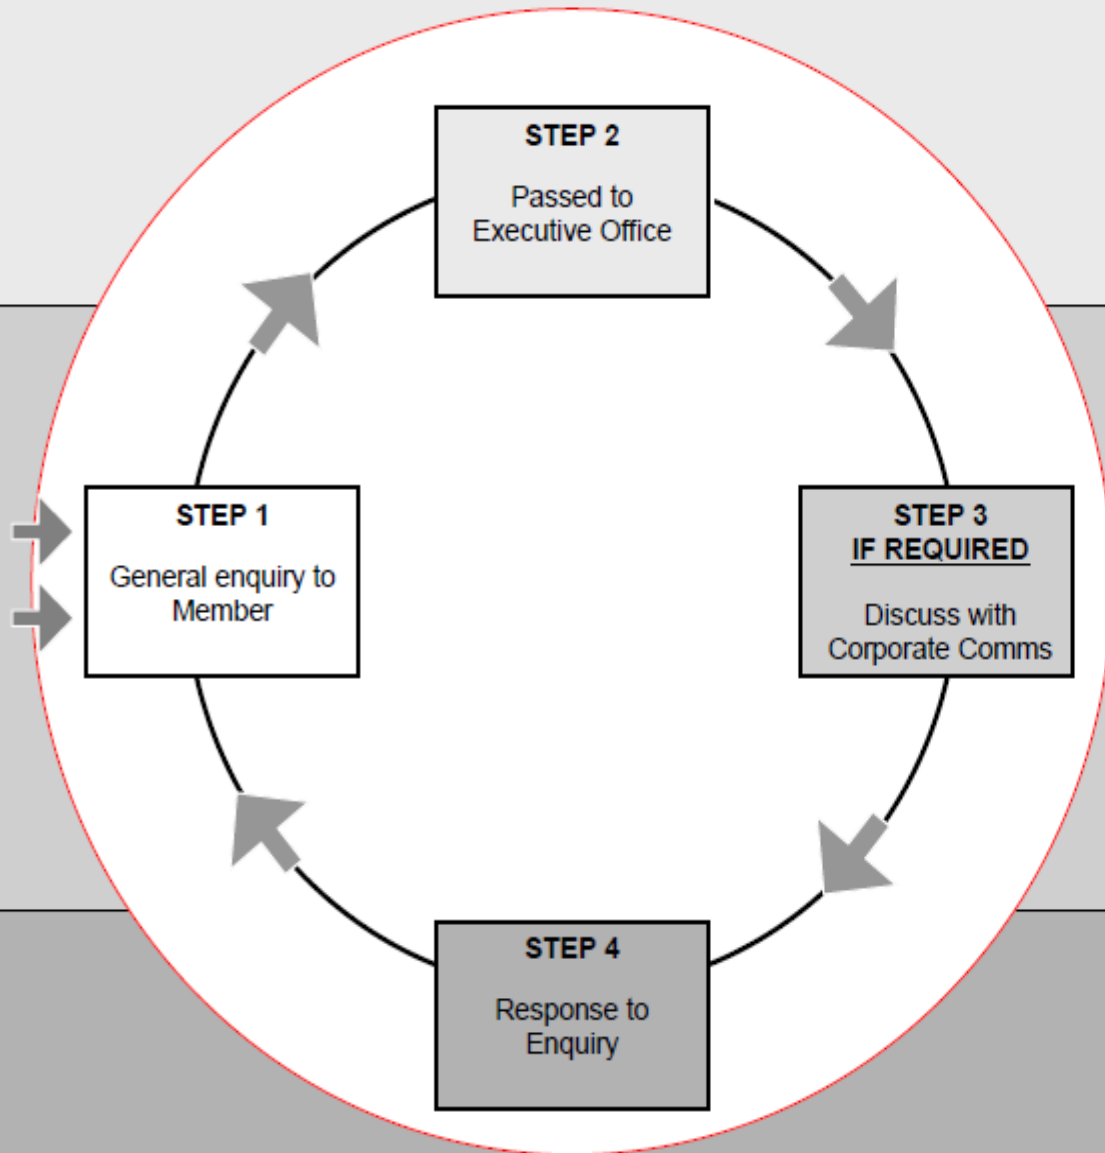 STEP 1
General enquiry to
Member
STEP 2
Passed to
Executive Office
STEP 3
IF REQUIRED
Discuss with
Corporate Comms
STEP 4
Response to
Enquiry